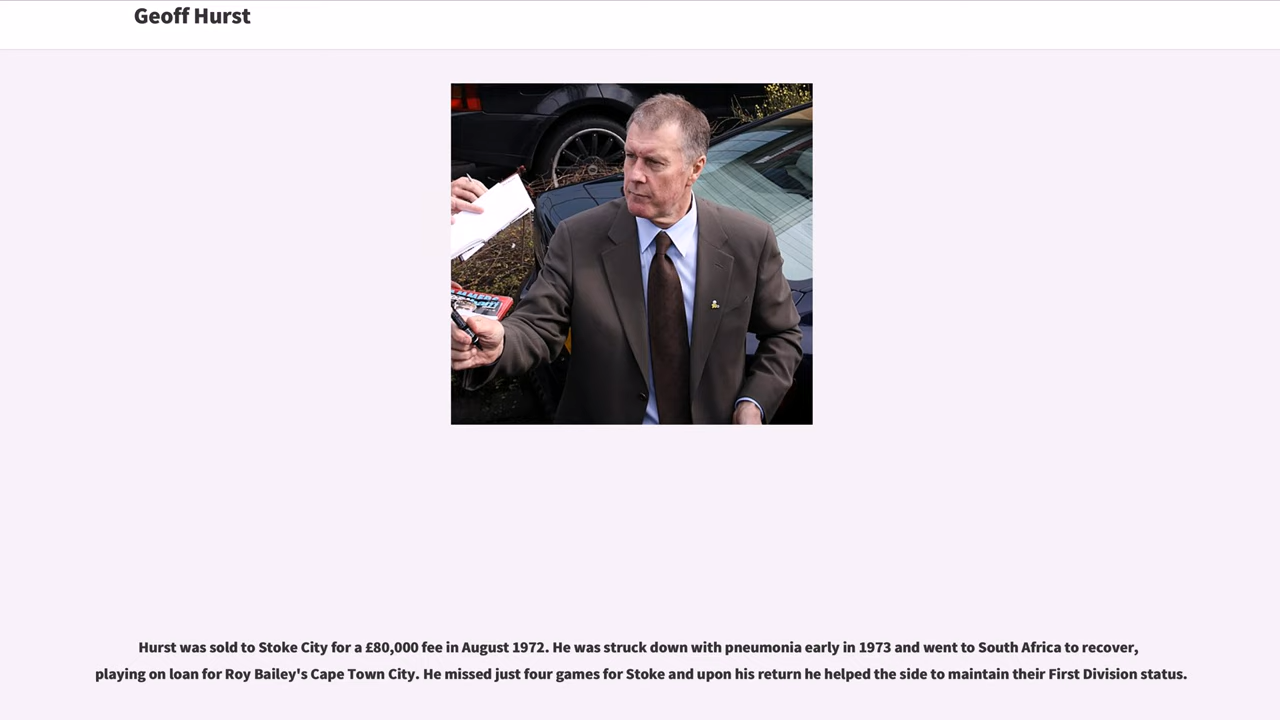 Geoff Hurst
Hurst was sold to Stoke City for a £80,000 fee in August 1972. He was struck down with pneumonia early in 1973 and went to South Africa to recover,
playing on loan for Roy Bailey's Cape Town City. He missed just four games for Stoke and upon his return he helped the side to maintain their First Division status.